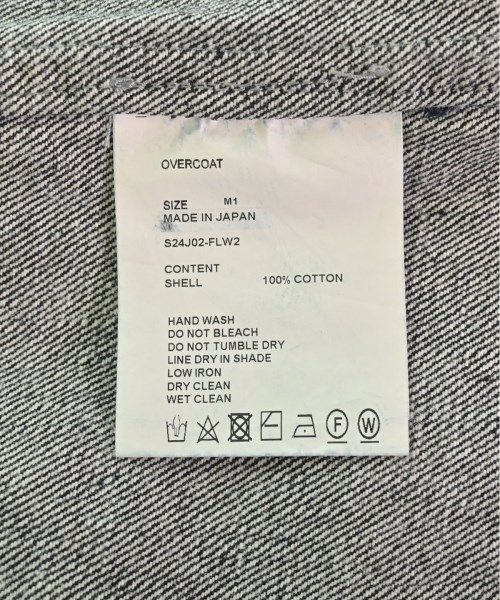 OVERCOAT
SIZE M1
MADE IN JAPAN
S24J02-FLW2
CONTENT
SHELL 100% COTTON
HAND WASH
DO NOT BLEACH
DO NOT TUMBLE DRY
LINE DRY IN SHADE
LOW IRON
DRY CLEAN
WET CLEAN
F W